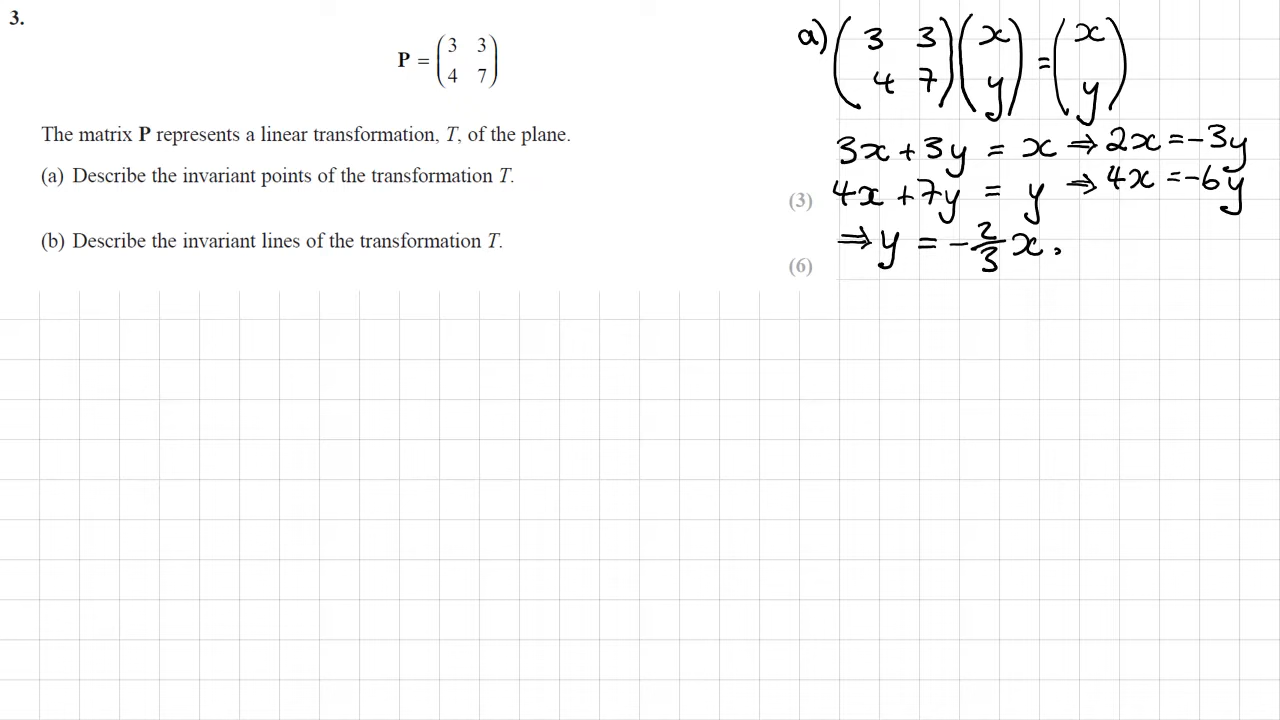 3.
P = ( 3 3
4 7 )
The matrix P represents a linear transformation, T, of the plane.
(a) Describe the invariant points of the transformation T.
(3)
(b) Describe the invariant lines of the transformation T.
(6)
a) ( 3 3 ) ( x ) = ( x )
( 4 7 ) ( y ) ( y )
3x + 3y = x ⇒ 2x = -3y
4x + 7y = y ⇒ 4x = -6y
⇒ y = -2/3 x.